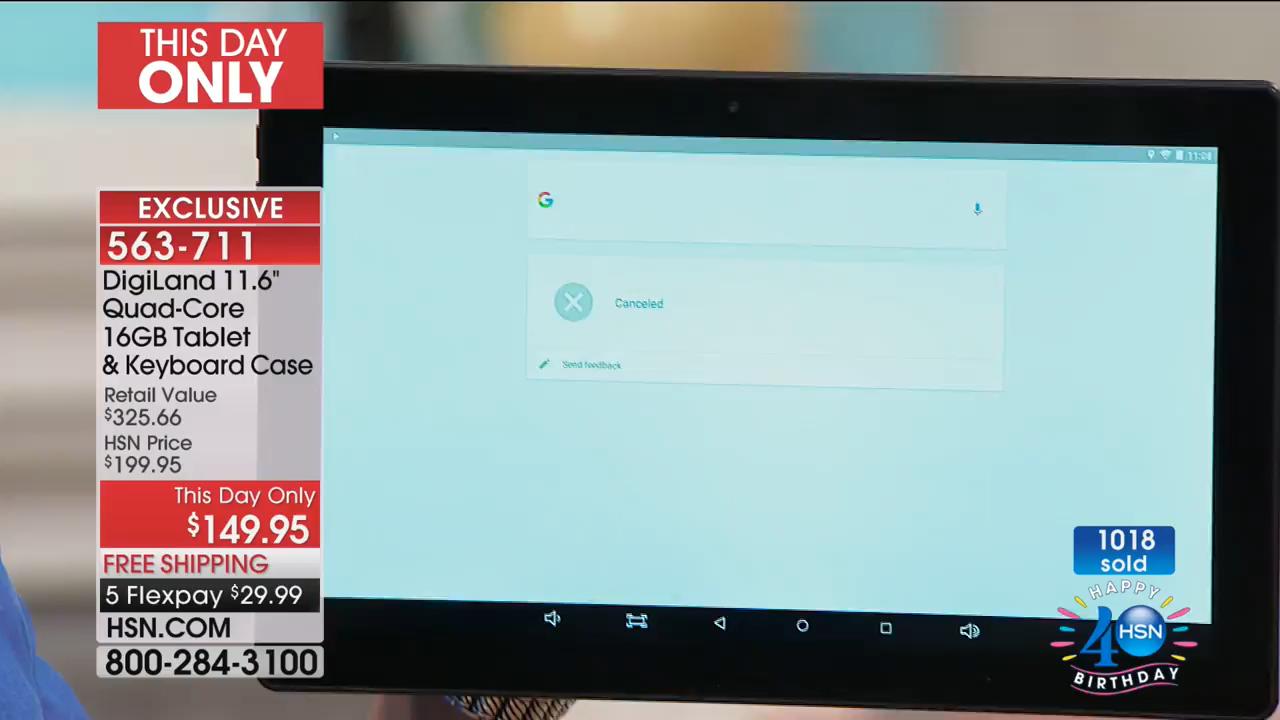 THIS DAY
ONLY
EXCLUSIVE
563-711
DigiLand 11.6"
Quad-Core
16GB Tablet
& Keyboard Case
Retail Value
$325.66
HSN Price
$199.95
This Day Only
$149.95
FREE SHIPPING
5 Flexpay $29.99
HSN.COM
800-284-3100
G
Canceled
Send feedback
1018
sold
HAPPY
40 HSN
BIRTHDAY